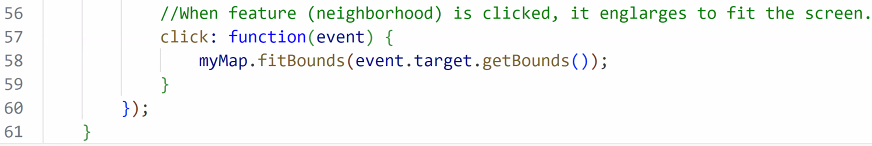 56 //When feature (neighborhood) is clicked, it englarges to fit the screen.
57 click: function(event) {
58 myMap.fitBounds(event.target.getBounds());
59 }
60 });
61 }